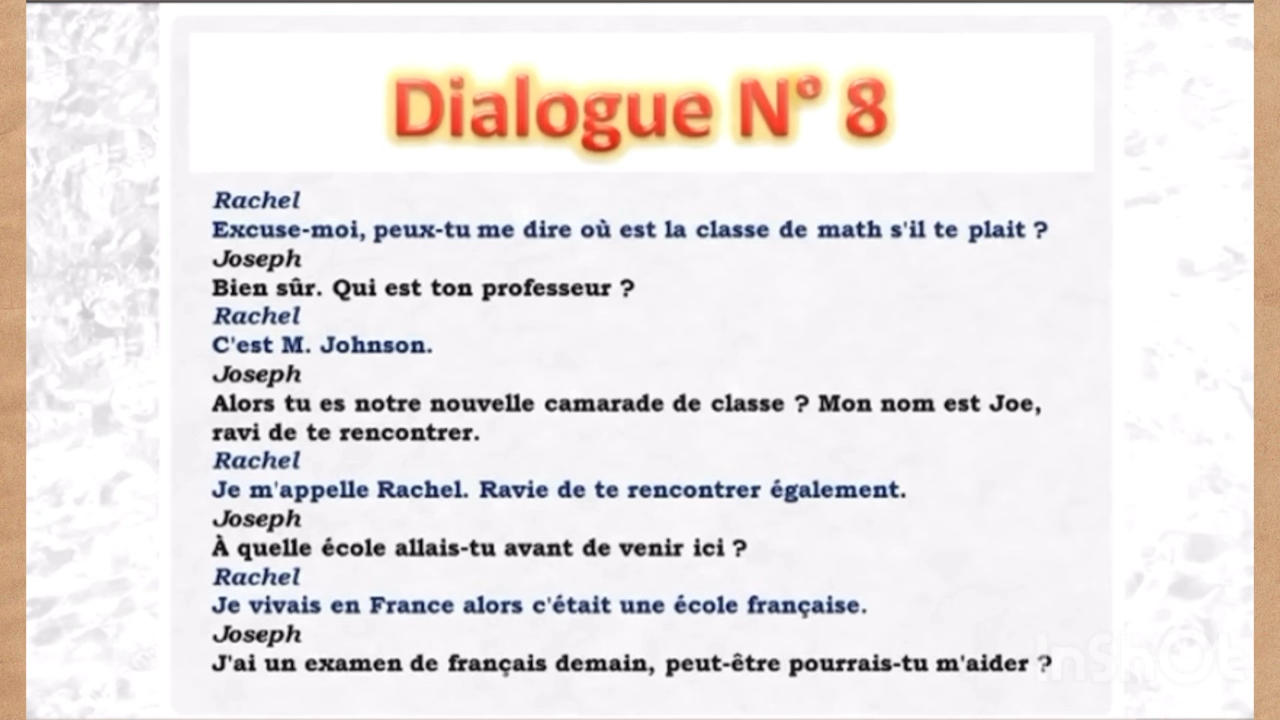 Dialogue N° 8
Rachel
Excuse-moi, peux-tu me dire où est la classe de math s'il te plait ?
Joseph
Bien sûr. Qui est ton professeur ?
Rachel
C'est M. Johnson.
Joseph
Alors tu es notre nouvelle camarade de classe ? Mon nom est Joe,
ravi de te rencontrer.
Rachel
Je m'appelle Rachel. Ravie de te rencontrer également.
Joseph
À quelle école allais-tu avant de venir ici ?
Rachel
Je vivais en France alors c'était une école française.
Joseph
J'ai un examen de français demain, peut-être pourrais-tu m'aider ?
InShOt